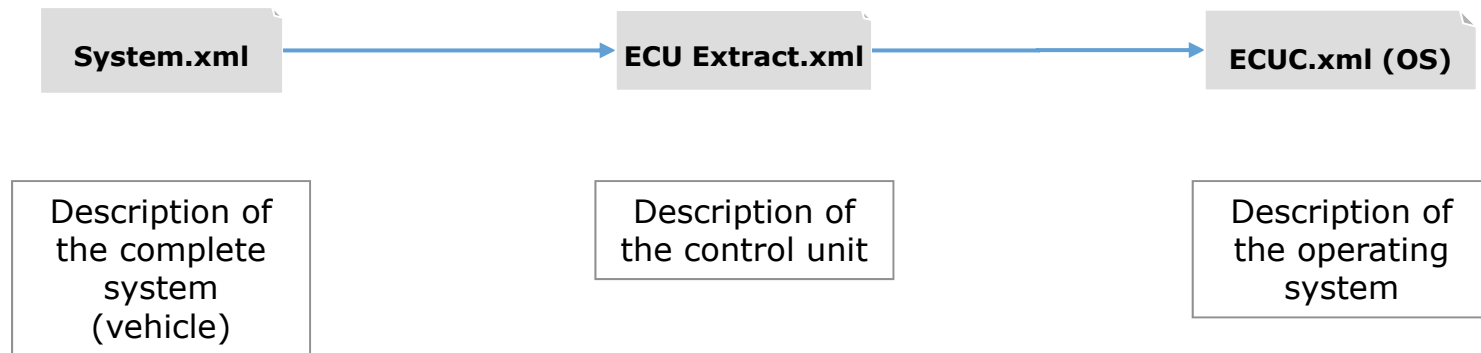 System.xml
ECU Extract.xml
ECUC.xml (OS)
Description of
the complete
system
(vehicle)
Description of
the control unit
Description of
the operating
system